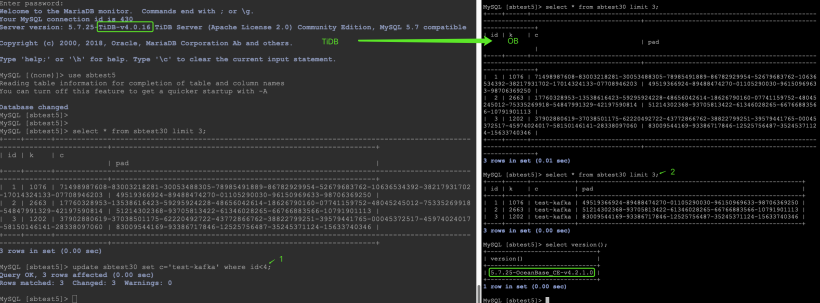 Enter password:
Welcome to the MariaDB monitor. Commands end with ; or \g.
Your MySQL connection id is 430
Server version: 5.7.25-TiDB-v4.0.16 TiDB Server (Apache License 2.0) Community Edition, MySQL 5.7 compatible
Copyright (c) 2000, 2018, Oracle, MariaDB Corporation Ab and others.
Type 'help;' or '\h' for help. Type '\c' to clear the current input statement.
MySQL [(none)]> use sbtest5
Reading table information for completion of table and column names
You can turn off this feature to get a quicker startup with -A
Database changed
MySQL [sbtest5]>
MySQL [sbtest5]>
MySQL [sbtest5]> select * from sbtest30 limit 3;
| id | k | c
| pad |
| 1 | 1076 | 71498987608-83003218281-30053488305-78985491889-86782929954-52679683762-10636534392-38217931702
-17014324133-07708946203 | 49519366924-89488474270-01105290030-96150969633-98706369250 |
| 2 | 2663 | 17760328953-13538616423-59295924228-48656042614-18626790160-07741159752-48045245012-75335269918
-54847991329-42197590814 | 51214302368-93705813422-61346028265-66766883566-10791901113 |
| 3 | 1202 | 37902880619-37038501175-62220492722-43772866762-38822799251-39579441765-00045372517-45974024017
-58150146141-28338097060 | 83009544169-93386717846-12525756487-35245371124-15633740346 |
3 rows in set (0.00 sec)
MySQL [sbtest5]> update sbtest30 set c='test-kafka' where id<4;
1
Query OK, 3 rows affected (0.00 sec)
Rows matched: 3 Changed: 3 Warnings: 0
MySQL [sbtest5]>
TiDB
OB
MySQL [sbtest5]> select * from sbtest30 limit 3;
| id | k | c
| pad |
| 1 | 1076 | 71498987608-83003218281-30053488305-78985491889-86782929954-52679683762-10636
534392-38217931702-17014324133-07708946203 | 49519366924-89488474270-01105290030-9615096963
3-98706369250 |
| 2 | 2663 | 17760328953-13538616423-59295924228-48656042614-18626790160-07741159752-48045
245012-75335269918-54847991329-42197590814 | 51214302368-93705813422-61346028265-6676688356
6-10791901113 |
| 3 | 1202 | 37902880619-37038501175-62220492722-43772866762-38822799251-39579441765-00045
372517-45974024017-58150146141-28338097060 | 83009544169-93386717846-12525756487-3524537112
4-15633740346 |
3 rows in set (0.01 sec)
MySQL [sbtest5]> select * from sbtest30 limit 3;
2
| id | k | c | pad |
| 1 | 1076 | test-kafka | 49519366924-89488474270-01105290030-96150969633-98706369250 |
| 2 | 2663 | test-kafka | 51214302368-93705813422-61346028265-66766883566-10791901113 |
| 3 | 1202 | test-kafka | 83009544169-93386717846-12525756487-35245371124-15633740346 |
3 rows in set (0.00 sec)
MySQL [sbtest5]> select version();
| version() |
| 5.7.25-OceanBase_CE-v4.2.1.0 |
1 row in set (0.00 sec)
MySQL [sbtest5]>